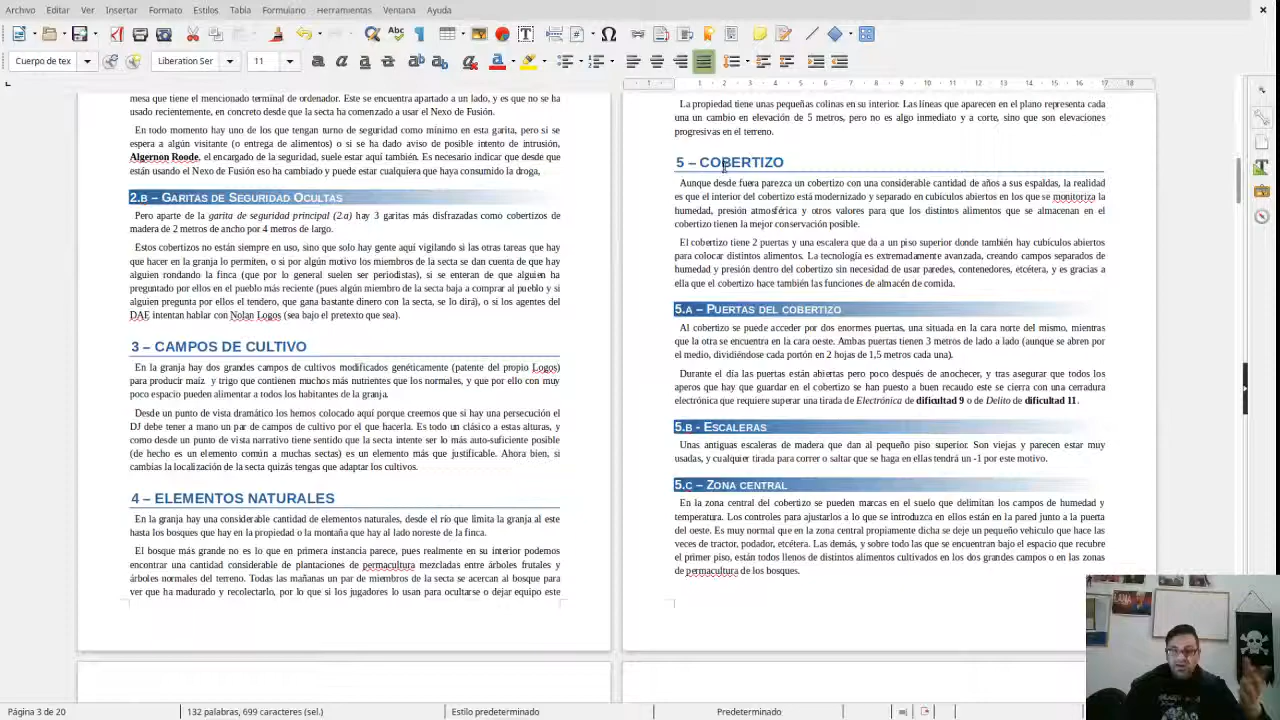 Archivo Editar Ver Insertar Formato Estilos Tabla Formulario Herramientas Ventana Ayuda
Cuerpo de tex Liberation Ser 11
mesa que tiene el mencionado terminal de ordenador. Este se encuentra apartado a un lado, y es que no se ha
usado recientemente, en concreto desde que la secta ha comenzado a usar el Nexo de Fusión.
En todo momento hay uno de los que tengan turno de seguridad como mínimo en esta garita, pero si se
espera a algún visitante (o entrega de alimentos) o si se ha dado aviso de posible intento de intrusión,
Algernon Roode, el encargado de la seguridad, suele estar aquí también. Es necesario indicar que desde que
están usando el Nexo de Fusión eso ha cambiado y puede estar cualquiera que haya consumido la droga,
2.b – Garitas de Seguridad Ocultas
Pero aparte de la garita de seguridad principal (2.a) hay 3 garitas más disfrazadas como cobertizos de
madera de 2 metros de ancho por 4 metros de largo.
Estos cobertizos no están siempre en uso, sino que solo hay gente aquí vigilando si las otras tareas que hay
que hacer en la granja lo permiten, o si por algún motivo los miembros de la secta se dan cuenta de que hay
alguien rondando la finca (que por lo general suelen ser periodistas), si se enteran de que alguien ha
preguntado por ellos en el pueblo más reciente (pues algún miembro de la secta baja a comprar al pueblo y si
alguien pregunta por ellos el tendero, que gana bastante dinero con la secta, se lo dirá), o si los agentes del
DAE intentan hablar con Nolan Logos (sea bajo el pretexto que sea).
3 – CAMPOS DE CULTIVO
En la granja hay dos grandes campos de cultivos modificados genéticamente (patente del propio Logos)
para producir maíz y trigo que contienen muchos más nutrientes que los normales, y que por ello con muy
poco espacio pueden alimentar a todos los habitantes de la granja.
Desde un punto de vista dramático los hemos colocado aquí porque creemos que si hay una persecución el
DJ debe tener a mano un par de campos de cultivo por el que hacerla. Es todo un clásico a estas alturas, y
como desde un punto de vista narrativo tiene sentido que la secta intente ser lo más auto-suficiente posible
(de hecho es un elemento común a muchas sectas) es un elemento más que justificable. Ahora bien, si
cambias la localización de la secta quizás tengas que adaptar los cultivos.
4 – ELEMENTOS NATURALES
En la granja hay una considerable cantidad de elementos naturales, desde el río que limita la granja al este
hasta los bosques que hay en la propiedad o la montaña que hay al lado noreste de la finca.
El bosque más grande no es lo que en primera instancia parece, pues realmente en su interior podemos
encontrar una cantidad considerable de plantaciones de permacultura mezcladas entre árboles frutales y
árboles normales del terreno. Todas las mañanas un par de miembros de la secta se acercan al bosque para
ver que ha madurado y recolectarlo, por lo que si los jugadores lo usan para ocultarse o dejar equipo este
1 1 2 3 4 5 6 7 8 9 10 11 12 13 14 15 16 17 18
La propiedad tiene unas pequeñas colinas en su interior. Las líneas que aparecen en el plano representa cada
una un cambio en elevación de 5 metros, pero no es algo inmediato y a corte, sino que son elevaciones
progresivas en el terreno.
5 – COBERTIZO
Aunque desde fuera parezca un cobertizo con una considerable cantidad de años a sus espaldas, la realidad
es que el interior del cobertizo está modernizado y separado en cubículos abiertos en los que se monitoriza la
humedad, presión atmosférica y otros valores para que los distintos alimentos que se almacenan en el
cobertizo tienen la mejor conservación posible.
El cobertizo tiene 2 puertas y una escalera que da a un piso superior donde también hay cubículos abiertos
para colocar distintos alimentos. La tecnología es extremadamente avanzada, creando campos separados de
humedad y presión dentro del cobertizo sin necesidad de usar paredes, contenedores, etcétera, y es gracias a
ella que el cobertizo hace también las funciones de almacén de comida.
5.a – Puertas del cobertizo
Al cobertizo se puede acceder por dos enormes puertas, una situada en la cara norte del mismo, mientras
que la otra se encuentra en la cara oeste. Ambas puertas tienen 3 metros de lado a lado (aunque se abren por
el medio, dividiéndose cada portón en 2 hojas de 1,5 metros cada una).
Durante el día las puertas están abiertas pero poco después de anochecer, y tras asegurar que todos los
aperos que hay que guardar en el cobertizo se han puesto a buen recaudo este se cierra con una cerradura
electrónica que requiere superar una tirada de Electrónica de dificultad 9 o de Delito de dificultad 11.
5.b - Escaleras
Unas antiguas escaleras de madera que dan al pequeño piso superior. Son viejas y parecen estar muy
usadas, y cualquier tirada para correr o saltar que se haga en ellas tendrá un -1 por este motivo.
5.c – Zona central
En la zona central del cobertizo se pueden marcas en el suelo que delimitan los campos de humedad y
temperatura. Los controles para ajustarlos a lo que se introduzca en ellos están en la pared junto a la puerta
del oeste. Es muy normal que en la zona central propiamente dicha se deje un pequeño vehículo que hace las
veces de tractor, podador, etcétera. Las demás, y sobre todo las que se encuentran bajo el espacio que recubre
el primer piso, están todos llenos de distintos alimentos cultivados en los dos grandes campos o en las zonas
de permacultura de los bosques.
Página 3 de 20 132 palabras, 699 caracteres (sel.) Estilo predeterminado Predeterminado